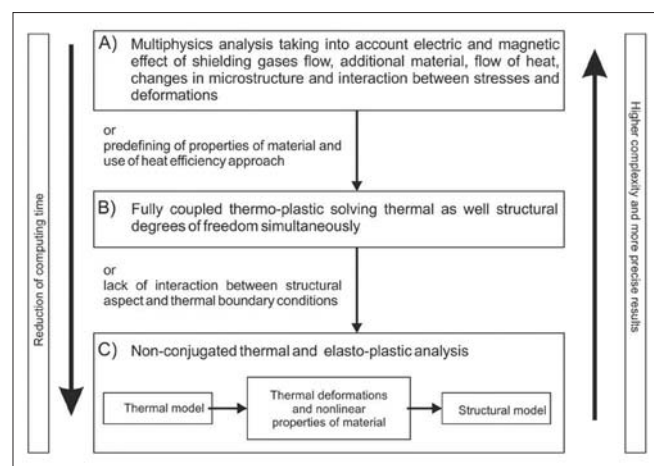 Reduction of computing time
A) Multiphysics analysis taking into account electric and magnetic
effect of shielding gases flow, additional material, flow of heat,
changes in microstructure and interaction between stresses and
deformations
or
predefining of properties of material and
use of heat efficiency approach
B) Fully coupled thermo-plastic solving thermal as well structural
degrees of freedom simultaneously
or
lack of interaction between structural
aspect and thermal boundary conditions
C) Non-conjugated thermal and elasto-plastic analysis
Thermal model
Thermal deformations
and nonlinear
properties of material
Structural model
Higher complexity and more precise results